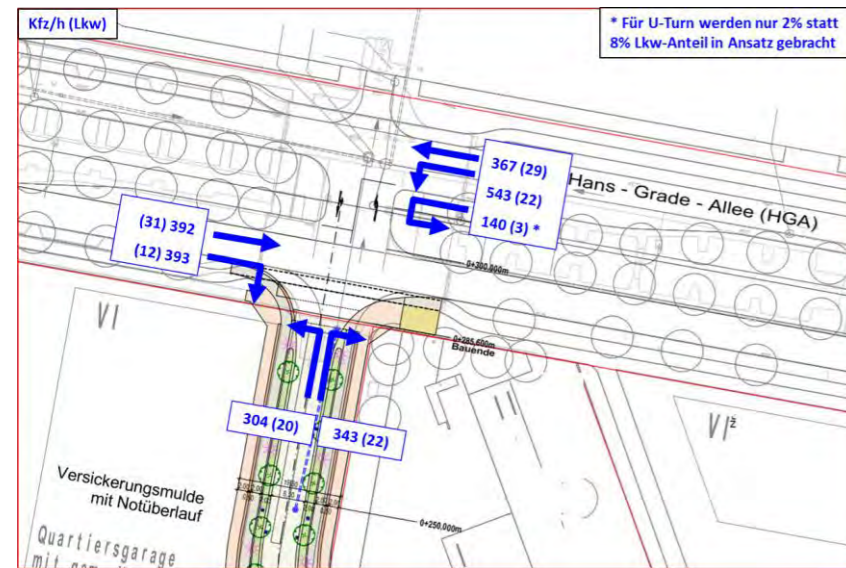 Kfz/h (Lkw)
* Für U-Turn werden nur 2% statt
8% Lkw-Anteil in Ansatz gebracht
367 (29)
543 (22)
140 (3) *
Hans - Grade - Allee (HGA)
(31) 392
(12) 393
0+300,000m
0+285,600m
Bauende
VI
VI
304 (20)
343 (22)
Versickerungsmulde
mit Notüberlauf
0+250,000m
Quartiersgarage